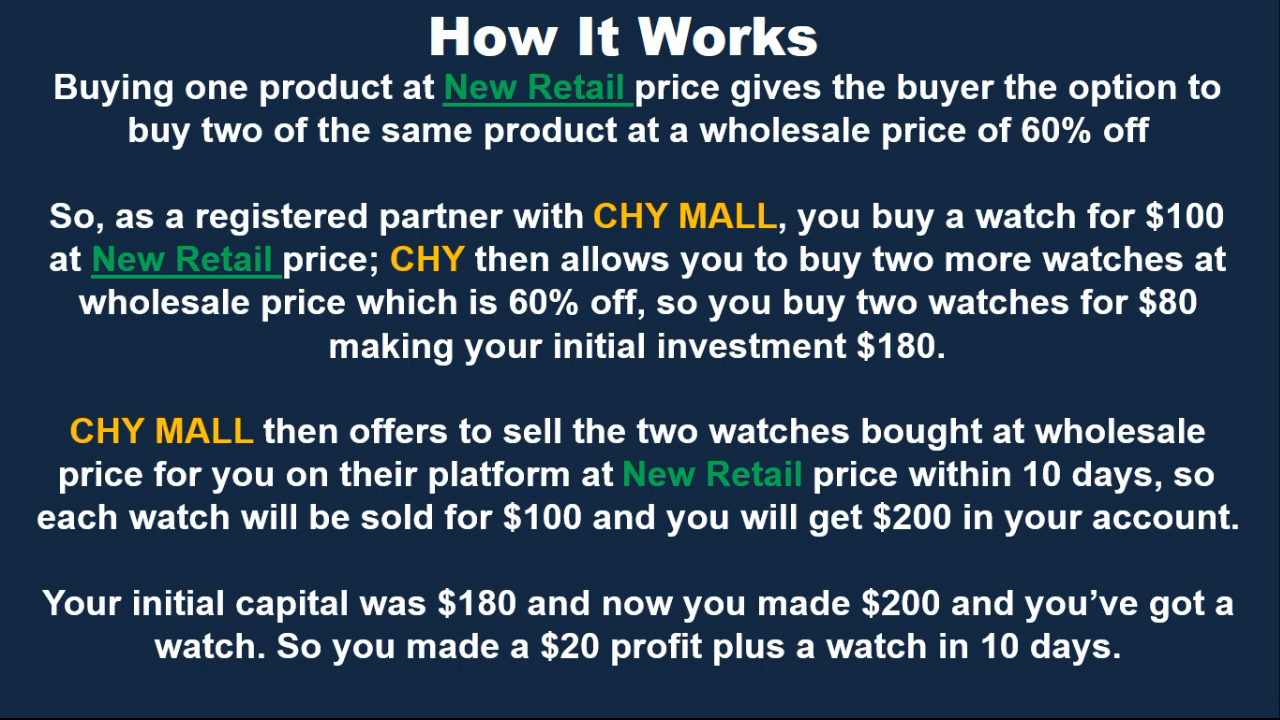 How It Works
Buying one product at New Retail price gives the buyer the option to
buy two of the same product at a wholesale price of 60% off
So, as a registered partner with CHY MALL, you buy a watch for $100
at New Retail price; CHY then allows you to buy two more watches at
wholesale price which is 60% off, so you buy two watches for $80
making your initial investment $180.
CHY MALL then offers to sell the two watches bought at wholesale
price for you on their platform at New Retail price within 10 days, so
each watch will be sold for $100 and you will get $200 in your account.
Your initial capital was $180 and now you made $200 and you’ve got a
watch. So you made a $20 profit plus a watch in 10 days.